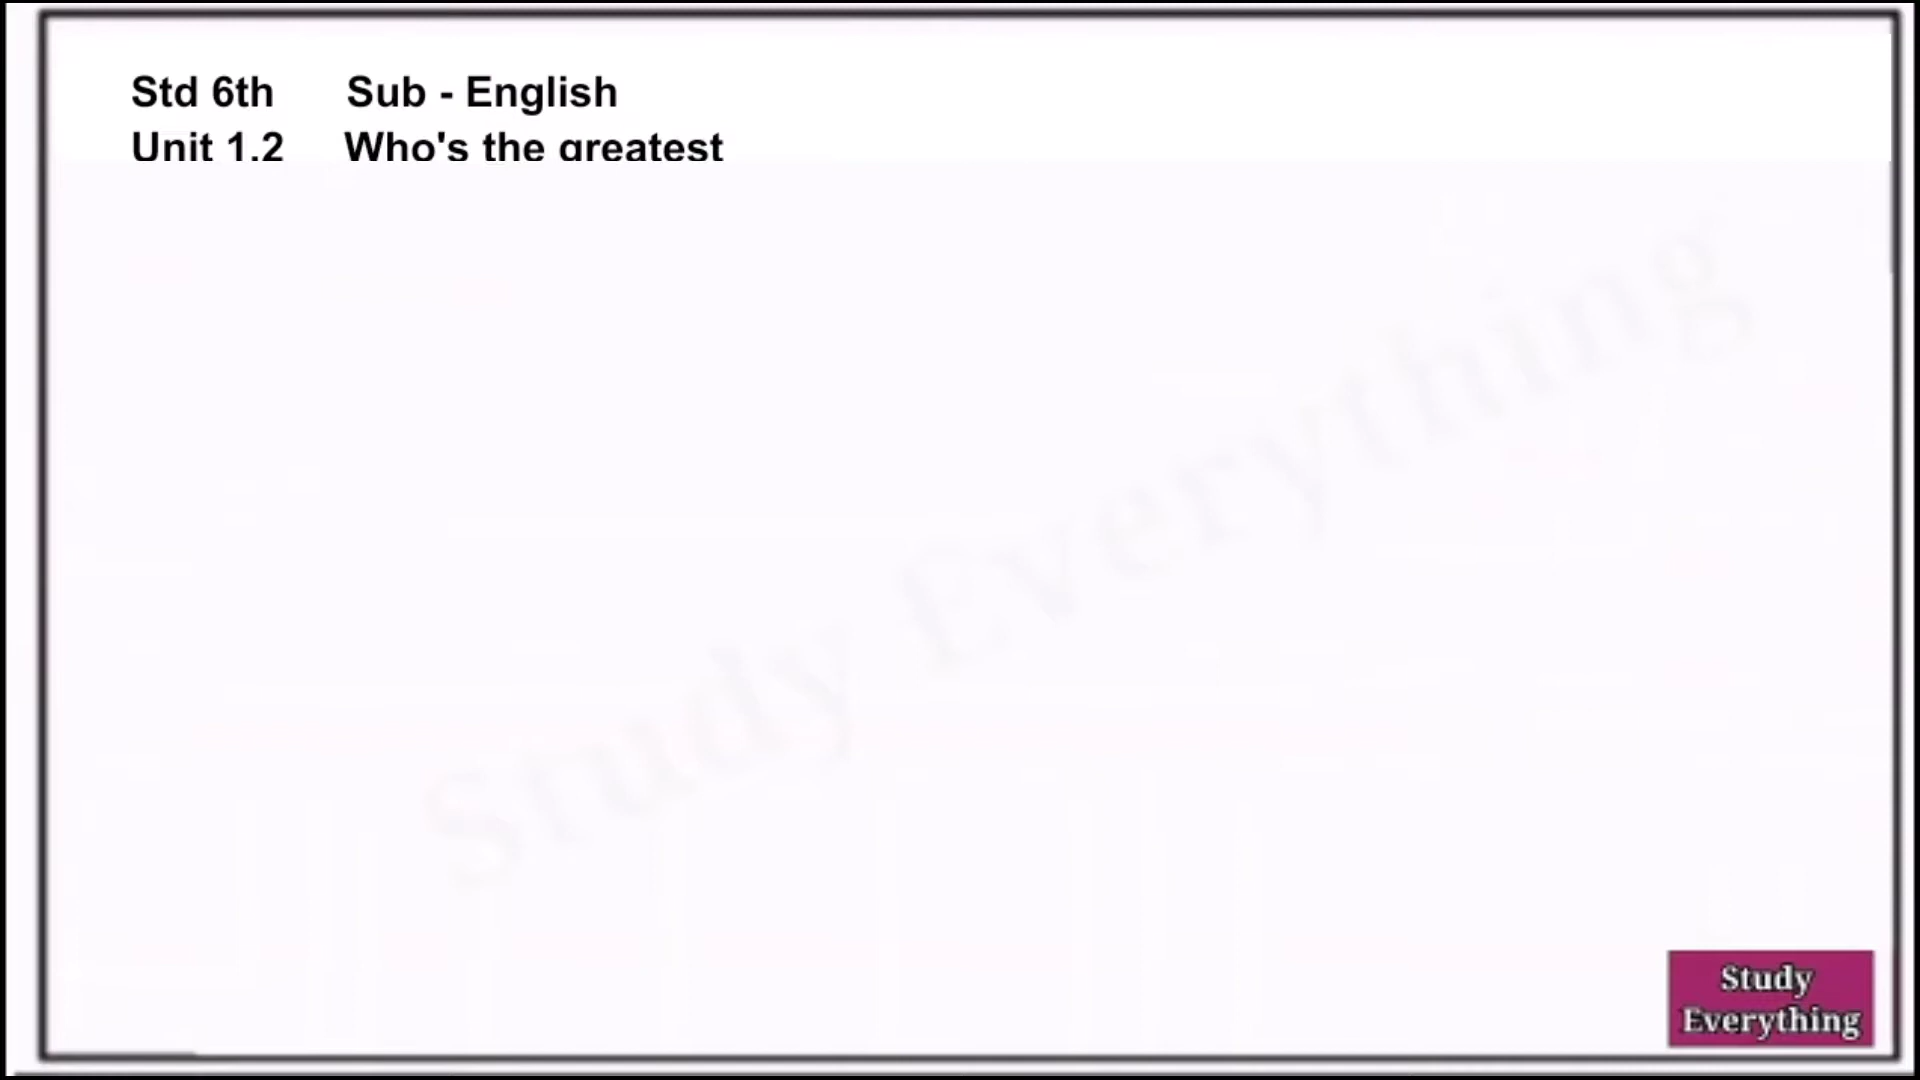 Std 6th Sub - English
Unit 1.2 Who's the greatest
Study Everything
Study
Everything